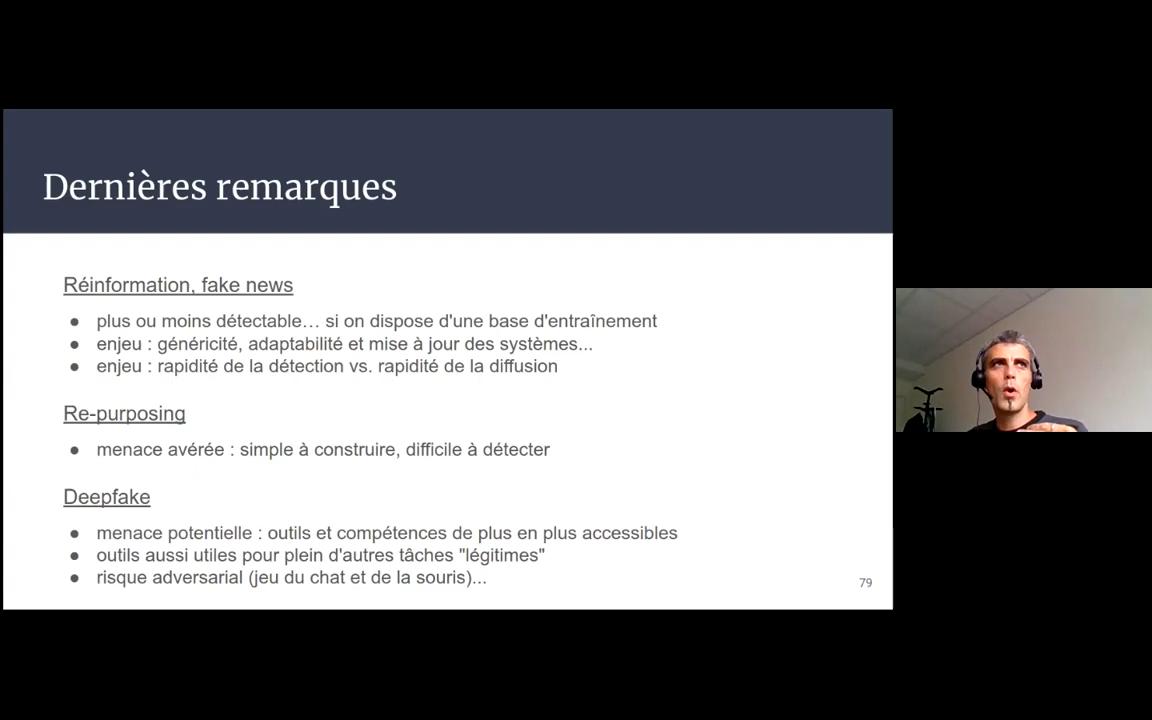 Dernières remarques
Réinformation, fake news
● plus ou moins détectable… si on dispose d'une base d'entraînement
● enjeu : généricité, adaptabilité et mise à jour des systèmes...
● enjeu : rapidité de la détection vs. rapidité de la diffusion
Re-purposing
● menace avérée : simple à construire, difficile à détecter
Deepfake
● menace potentielle : outils et compétences de plus en plus accessibles
● outils aussi utiles pour plein d'autres tâches "légitimes"
● risque adversarial (jeu du chat et de la souris)...
79